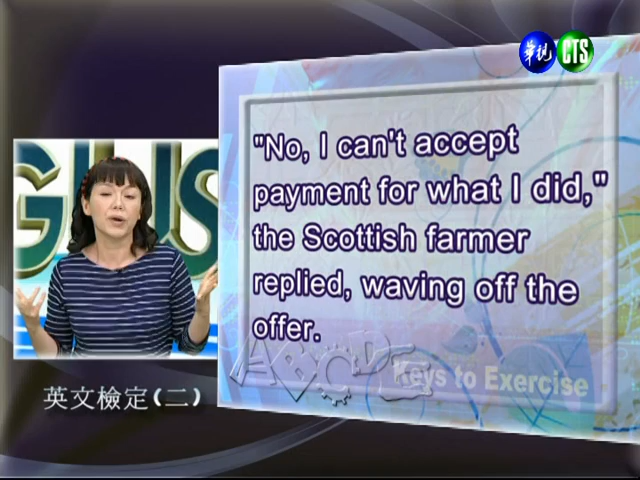 華視 CTS
"No, I can't accept
payment for what I did,"
the Scottish farmer
replied, waving off the
offer.
ABCDE
Keys to Exercise
GUS
英文檢定(二)